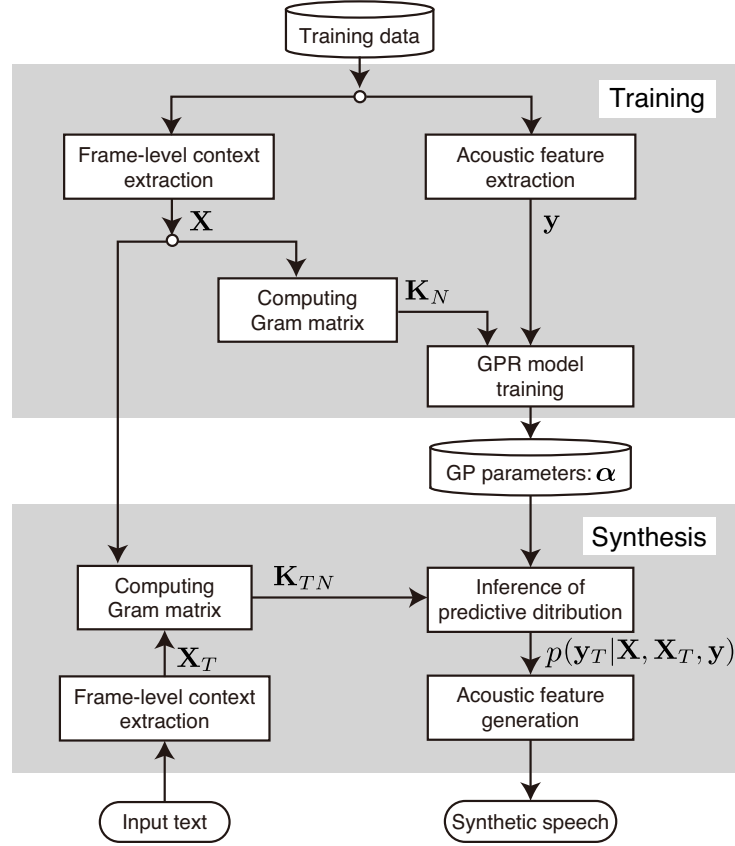 Training data
Training
Frame-level context
extraction
Acoustic feature
extraction
𝐗
𝐲
Computing
Gram matrix
𝐊_N
GPR model
training
GP parameters: 𝜶
Synthesis
Computing
Gram matrix
𝐊_{TN}
Inference of
predictive ditribution
𝐗_T
p(𝐲_T|𝐗, 𝐗_T, 𝐲)
Frame-level context
extraction
Acoustic feature
generation
Input text
Synthetic speech